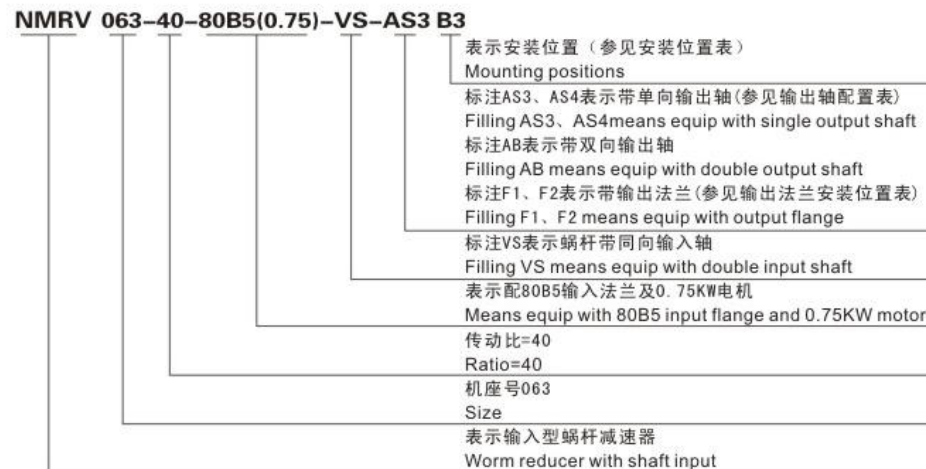 NMRV 063-40-80B5(0.75)-VS-AS3 B3
表示安装位置（参见安装位置表）
Mounting positions
标注AS3、AS4表示带单向输出轴(参见输出轴配置表)
Filling AS3、AS4means equip with single output shaft
标注AB表示带双向输出轴
Filling AB means equip with double output shaft
标注F1、F2表示带输出法兰(参见输出法兰安装位置表)
Filling F1、F2 means equip with output flange
标注VS表示蜗杆带同向输入轴
Filling VS means equip with double input shaft
表示配80B5输入法兰及0.75KW电机
Means equip with 80B5 input flange and 0.75KW motor
传动比=40
Ratio=40
机座号063
Size
表示输入型蜗杆减速器
Worm reducer with shaft input